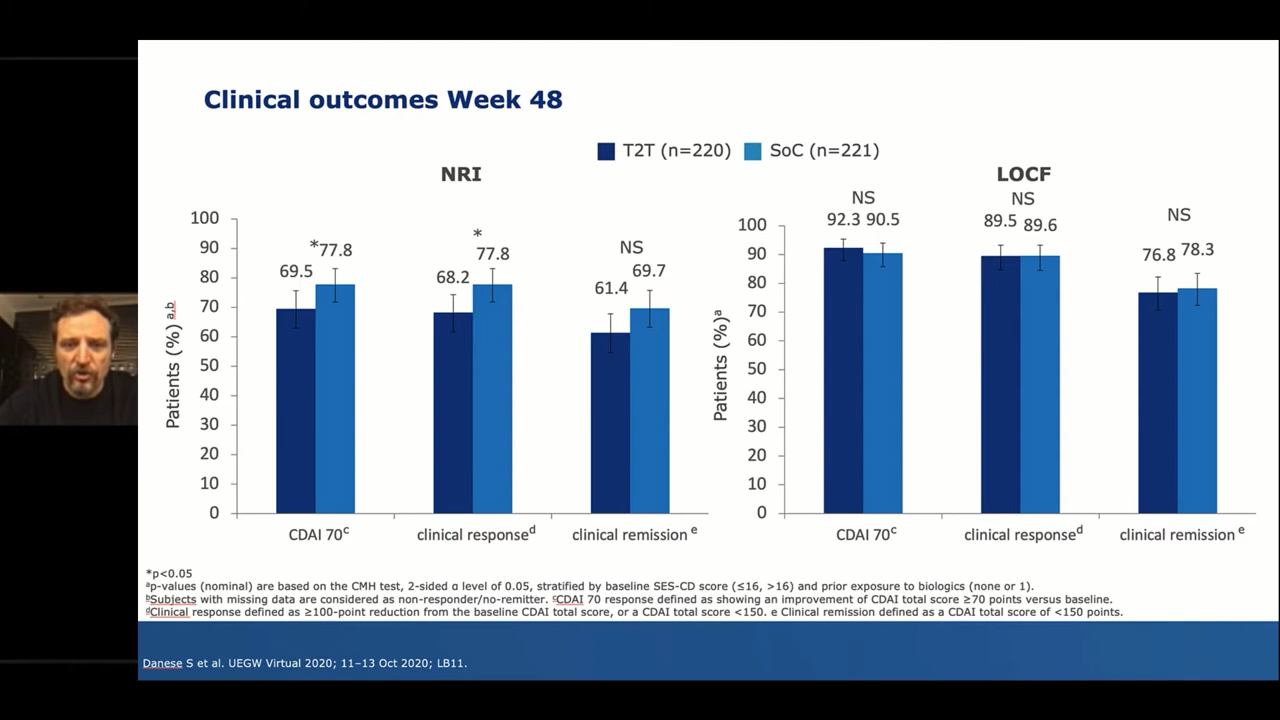 Clinical outcomes Week 48
T2T (n=220) SoC (n=221)
NRI
Patients (%) a,b
100
90
80
70
60
50
40
30
20
10
0
69.5 *77.8
*
68.2 77.8
NS
61.4 69.7
CDAI 70c clinical responsed clinical remission e
LOCF
Patients (%)a
100
90
80
70
60
50
40
30
20
10
0
NS
92.3 90.5
NS
89.5 89.6
NS
76.8 78.3
CDAI 70c clinical responsed clinical remission e
*p<0.05
ap-values (nominal) are based on the CMH test, 2-sided α level of 0.05, stratified by baseline SES-CD score (≤16, >16) and prior exposure to biologics (none or 1).
bSubjects with missing data are considered as non-responder/no-remitter. cCDAI 70 response defined as showing an improvement of CDAI total score ≥70 points versus baseline.
dClinical response defined as ≥100-point reduction from the baseline CDAI total score, or a CDAI total score <150. e Clinical remission defined as a CDAI total score of <150 points.
Danese S et al. UEGW Virtual 2020; 11–13 Oct 2020; LB11.